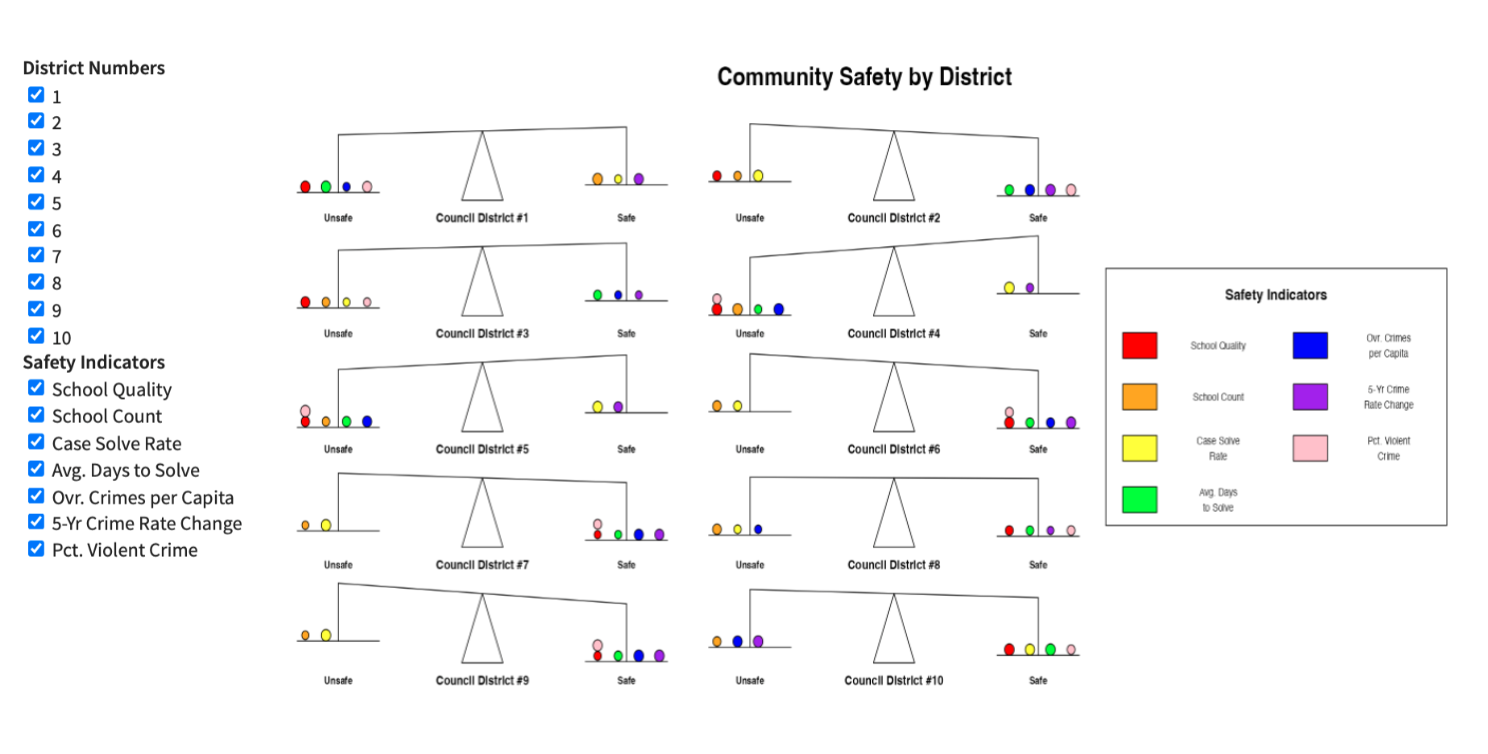 District Numbers
1
2
3
4
5
6
7
8
9
10
Safety Indicators
School Quality
School Count
Case Solve Rate
Avg. Days to Solve
Ovr. Crimes per Capita
5-Yr Crime Rate Change
Pct. Violent Crime
Community Safety by District
Unsafe
Council District #1
Safe
Unsafe
Council District #2
Safe
Unsafe
Council District #3
Safe
Unsafe
Council District #4
Safe
Unsafe
Council District #5
Safe
Unsafe
Council District #6
Safe
Unsafe
Council District #7
Safe
Unsafe
Council District #8
Safe
Unsafe
Council District #9
Safe
Unsafe
Council District #10
Safe
Safety Indicators
School Quality
School Count
Case Solve
Rate
Avg. Days
to Solve
Ovr. Crimes
per Capita
5-Yr Crime
Rate Change
Pct. Violent
Crime